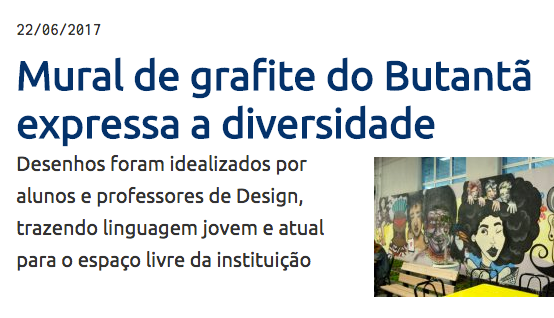 22/06/2017
Mural de grafite do Butantã
expressa a diversidade
Desenhos foram idealizados por
alunos e professores de Design,
trazendo linguagem jovem e atual
para o espaço livre da instituição